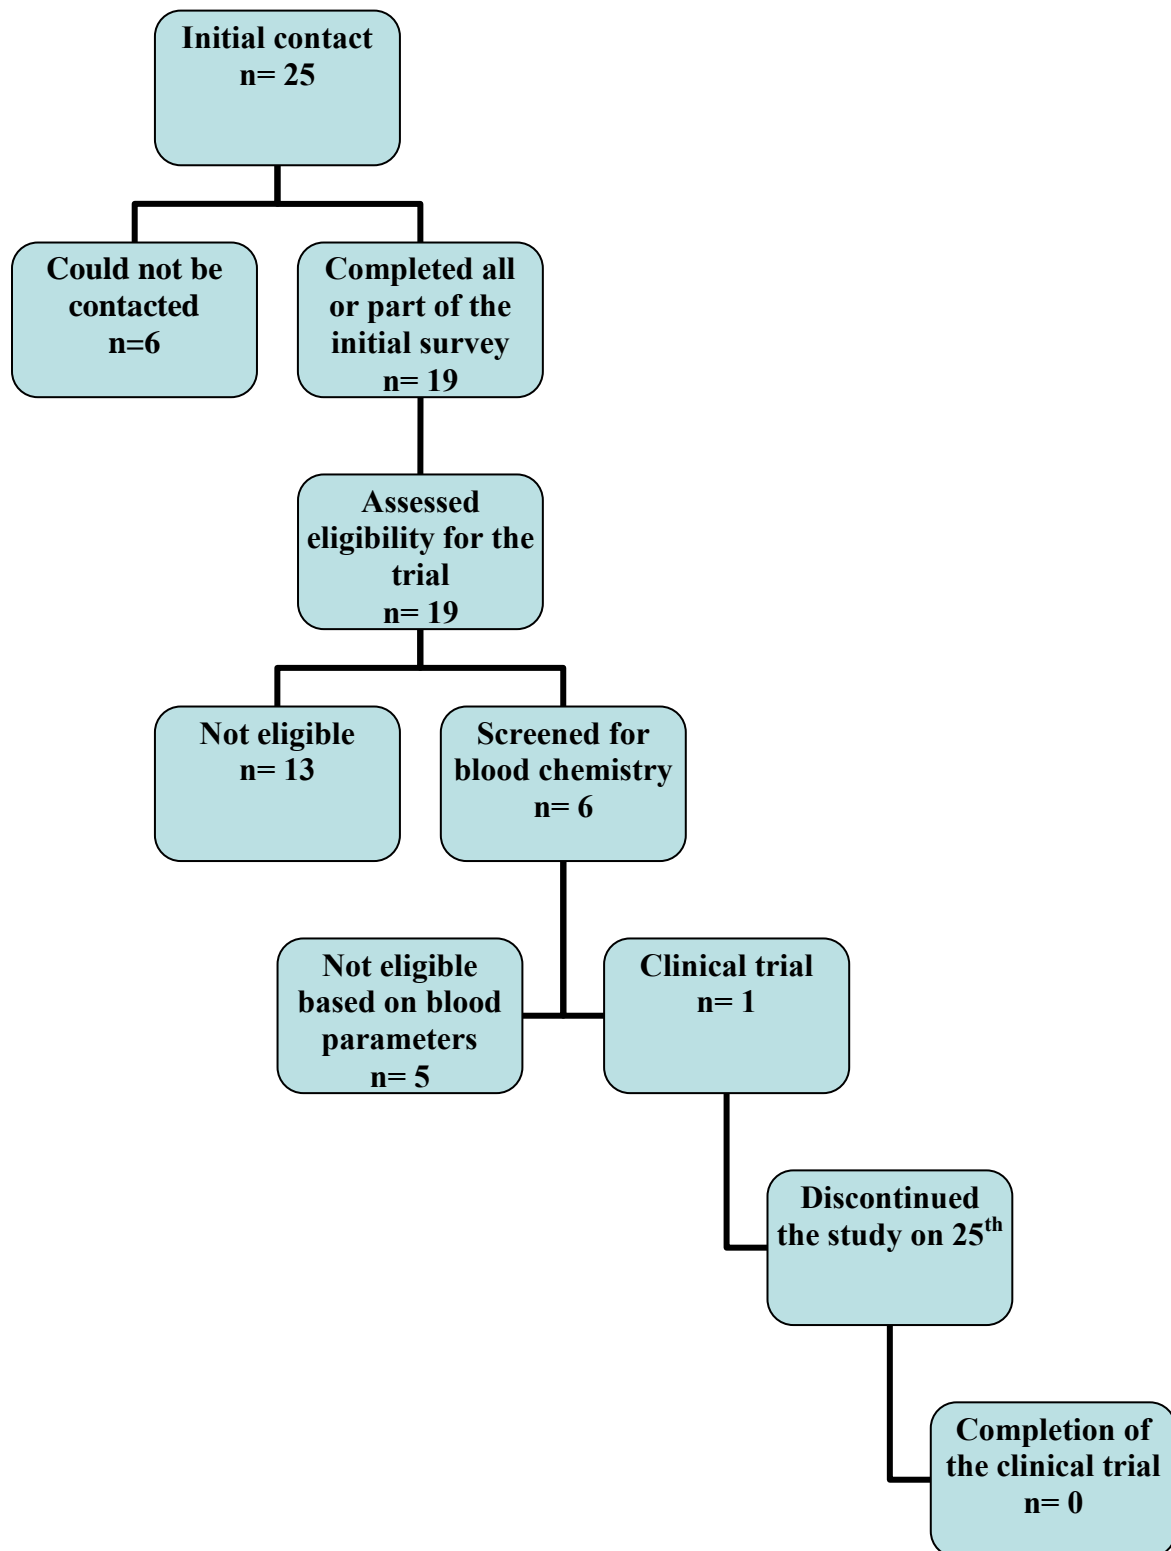 Initial contact
n= 25
Could not be
contacted
n=6
Completed all
or part of the
initial survey
n= 19
Assessed
eligibility for the
trial
n= 19
Not eligible
n= 13
Screened for
blood chemistry
n= 6
Not eligible
based on blood
parameters
n= 5
Clinical trial
n= 1
Discontinued
the study on 25th
Completion of
the clinical trial
n= 0